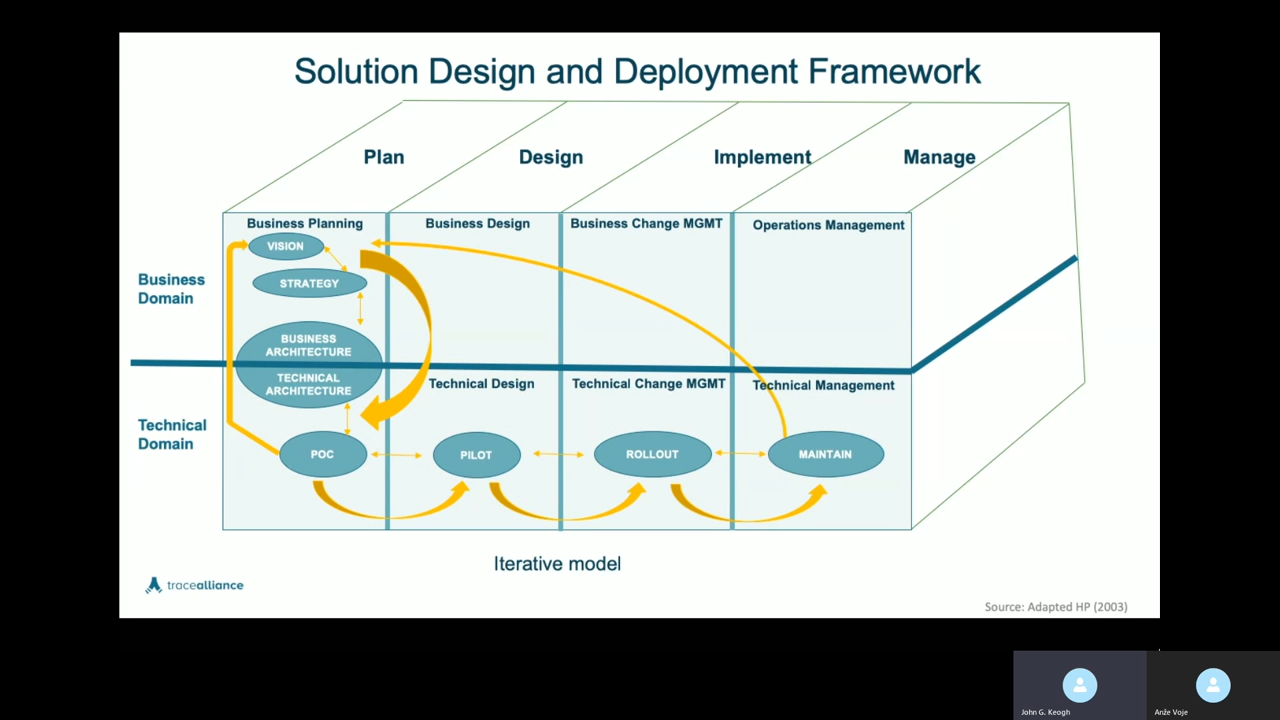 Solution Design and Deployment Framework
Plan
Design
Implement
Manage
Business Planning
Business Design
Business Change MGMT
Operations Management
VISION
STRATEGY
Business
Domain
BUSINESS
ARCHITECTURE
TECHNICAL
ARCHITECTURE
Technical Design
Technical Change MGMT
Technical Management
Technical
Domain
POC
PILOT
ROLLOUT
MAINTAIN
Iterative model
tracealliance
Source: Adapted HP (2003)
John G. Keogh
Anže Voje